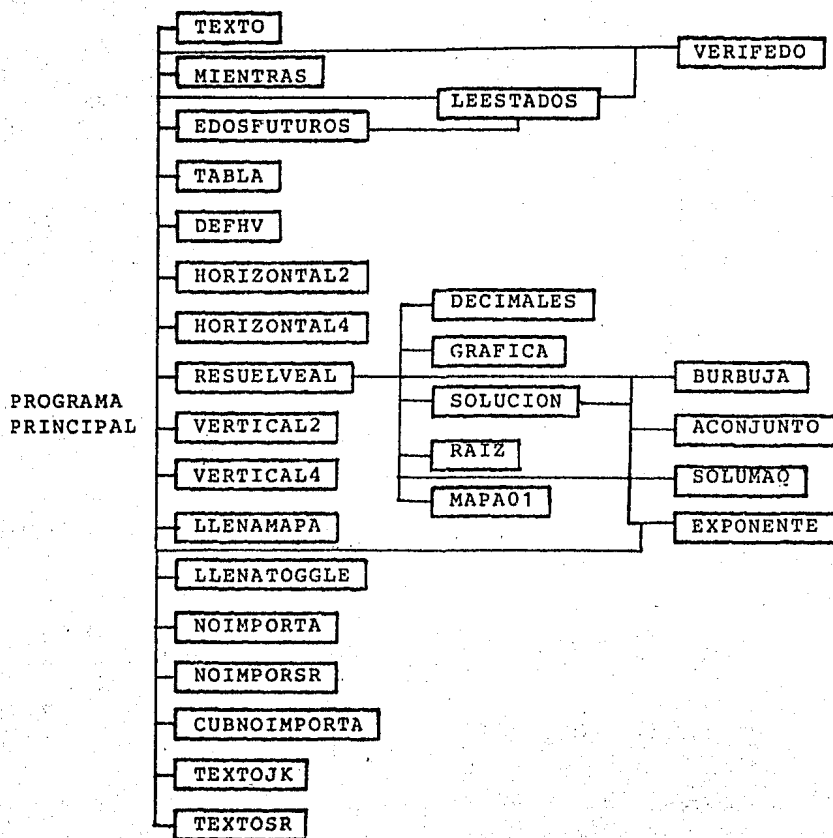 TEXTO
VERIFEDO
MIENTRAS
LEESTADOS
EDOSFUTUROS
TABLA
DEFHV
HORIZONTAL2
DECIMALES
HORIZONTAL4
GRAFICA
RESUELVEAL
BURBUJA
SOLUCION
PROGRAMA
PRINCIPAL
VERTICAL2
ACONJUNTO
RAIZ
VERTICAL4
SOLUMAQ
MAPA01
LLENAMAPA
EXPONENTE
LLENATOGGLE
NOIMPORTA
NOIMPORSR
CUBNOIMPORTA
TEXTOJK
TEXTOSR